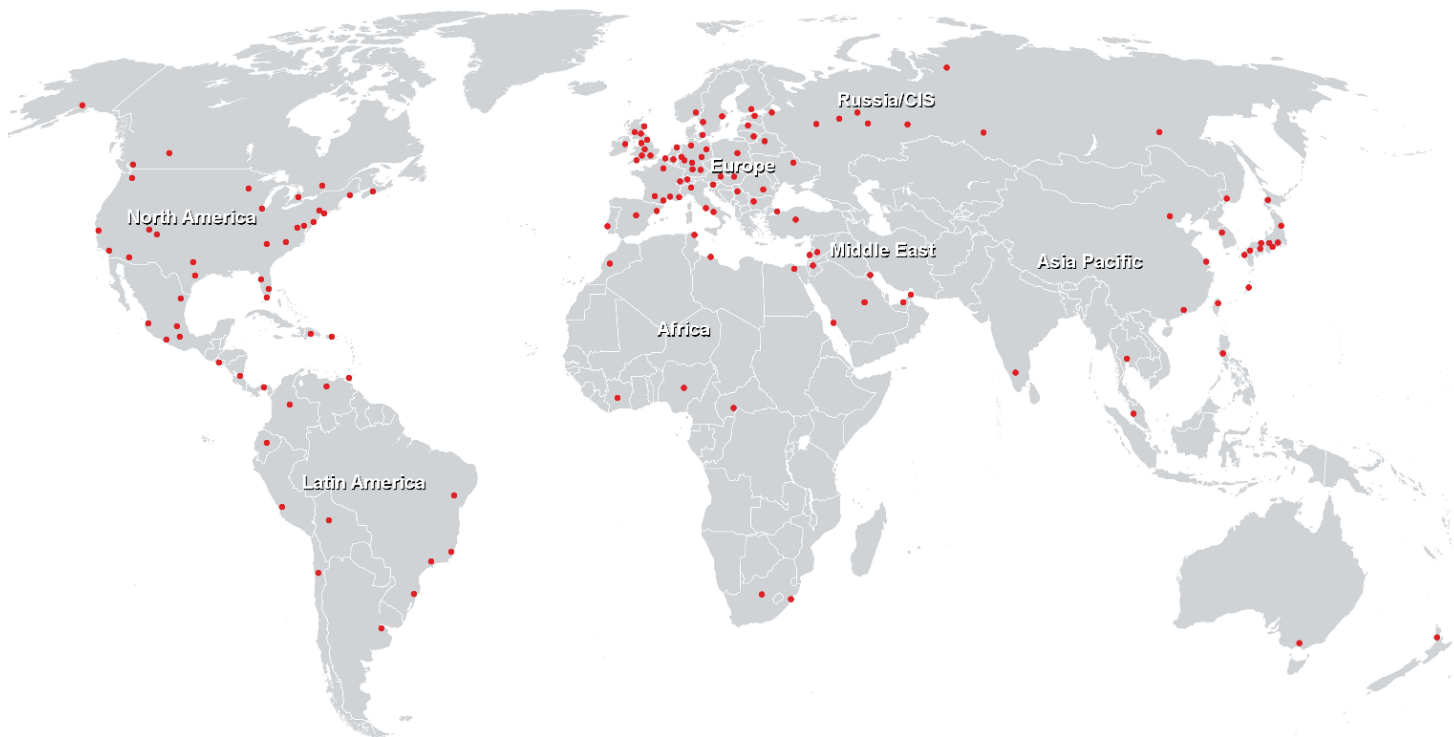 Russia/CIS
Europe
North America
Middle East
Asia Pacific
Africa
Latin America